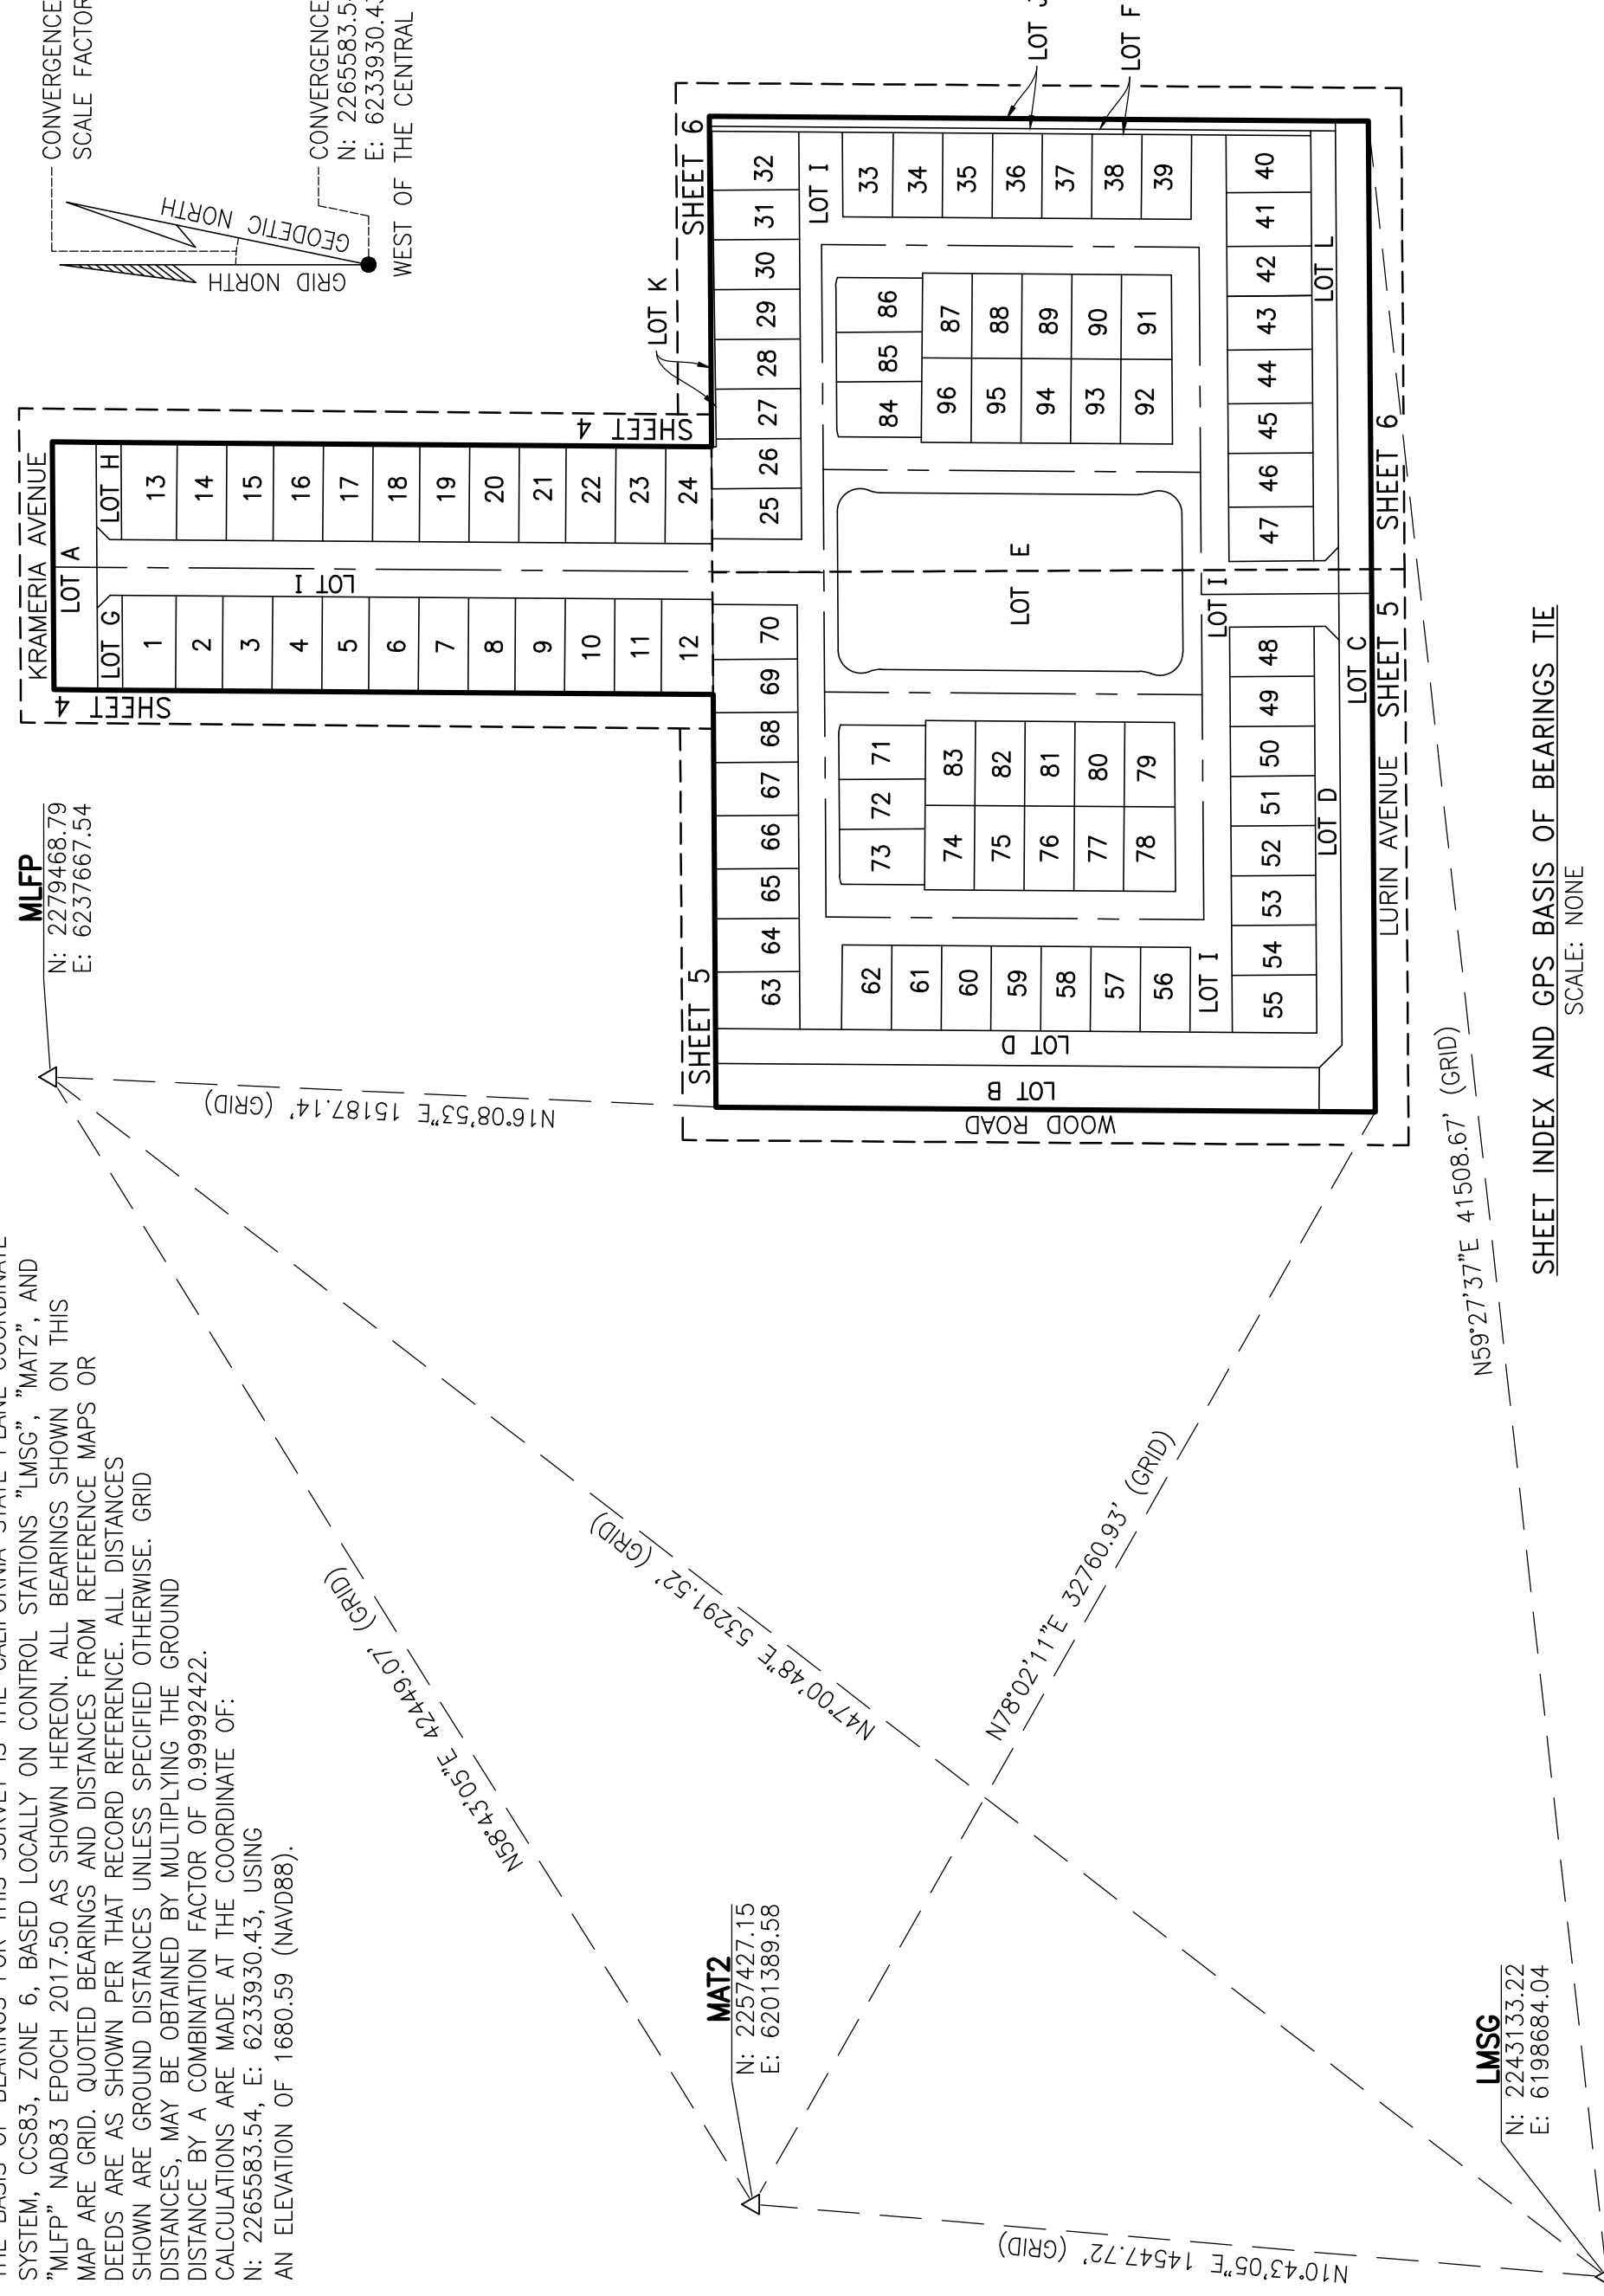 THE BASIS OF BEARINGS FOR THIS SURVEY IS THE CALIFORNIA STATE PLANE COORDINATE
SYSTEM, CCS83, ZONE 6, BASED LOCALLY ON CONTROL STATIONS "LMSG", "MAT2", AND
"MLFP" NAD83 EPOCH 2017.50 AS SHOWN HEREON. ALL BEARINGS SHOWN ON THIS
MAP ARE GRID. QUOTED BEARINGS AND DISTANCES FROM REFERENCE MAPS OR
DEEDS ARE AS SHOWN PER THAT RECORD REFERENCE. ALL DISTANCES
SHOWN ARE GROUND DISTANCES UNLESS SPECIFIED OTHERWISE. GRID
DISTANCES, MAY BE OBTAINED BY MULTIPLYING THE GROUND
DISTANCE BY A COMBINATION FACTOR OF 0.99992422.
CALCULATIONS ARE MADE AT THE COORDINATE OF:
N: 2265583.54, E: 6233930.43, USING
AN ELEVATION OF 1680.59 (NAVD88).
MLFP
N: 2279468.79
E: 6237667.54
MAT2
N: 2257427.15
E: 6201389.58
LMSG
N: 2243133.22
E: 6198684.04
N58°43'05"E 42449.07' (GRID)
N47°00'48"E 53291.52' (GRID)
N16°08'53"E 15187.14' (GRID)
N78°02'11"E 32760.93' (GRID)
N59°27'37"E 41508.67' (GRID)
N10°43'05"E 14547.72' (GRID)
CONVERGENCE
SCALE FACTOR
GRID NORTH
GEODETIC NORTH
CONVERGENCE
N: 2265583.54
E: 6233930.43
WEST OF THE CENTRAL
KRAMERIA AVENUE
LOT A
LOT G
LOT H
LOT I
SHEET 4
SHEET 4
1
2
3
4
5
6
7
8
9
10
11
12
13
14
15
16
17
18
19
20
21
22
23
24
SHEET 5
SHEET 6
LOT K
63
64
65
66
67
68
69
70
25
26
27
28
29
30
31
32
LOT I
33
34
35
36
37
38
39
LOT J
LOT F
62
61
60
59
58
57
56
LOT I
73
72
71
74
83
75
82
76
81
77
80
78
79
LOT E
84
85
86
96
87
95
88
94
89
93
90
92
91
LOT I
55
54
53
52
51
50
49
48
47
46
45
44
43
42
41
40
LOT B
LOT D
LOT D
LOT C
LOT L
WOOD ROAD
LURIN AVENUE
SHEET 5
SHEET 6
SHEET INDEX AND GPS BASIS OF BEARINGS TIE
SCALE: NONE